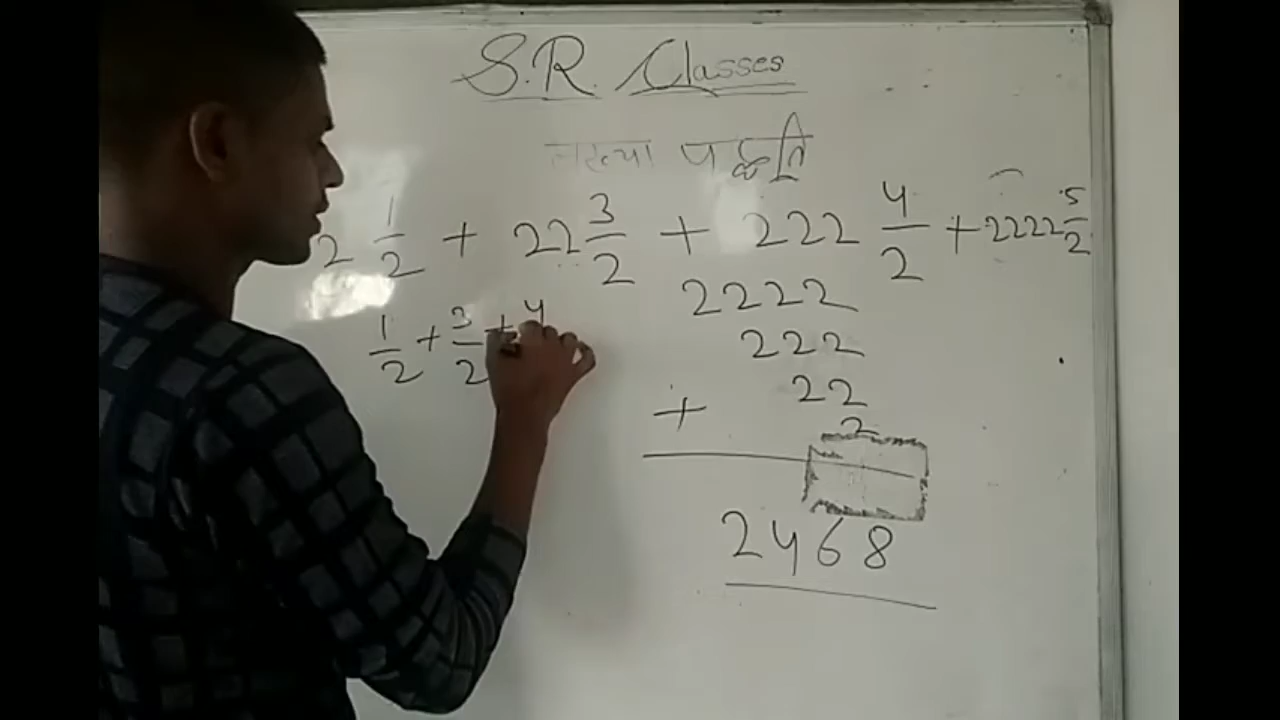 S.R. Classes
संख्या पद्धति
2 1/2 + 22 3/2 + 222 4/2 + 2222 5/2
1/2 + 3/2 + 4
2222
222
22
+ 2
2468